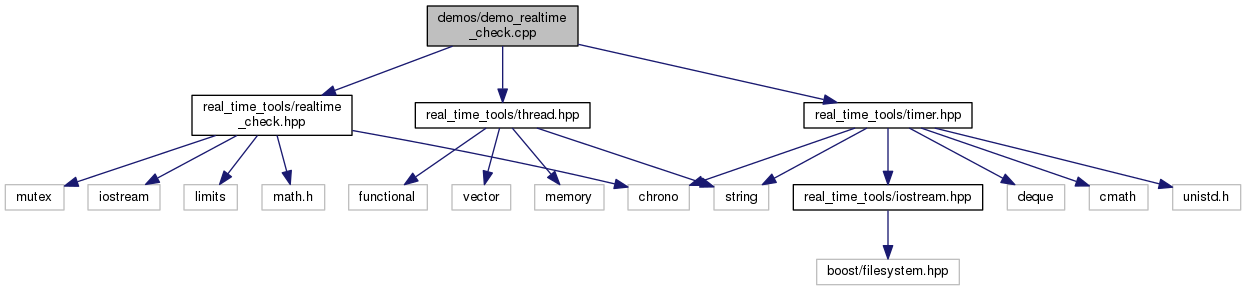 demos/demo_realtime
_check.cpp
real_time_tools/realtime
_check.hpp
real_time_tools/thread.hpp
real_time_tools/timer.hpp
mutex
iostream
limits
math.h
functional
vector
memory
chrono
string
real_time_tools/iostream.hpp
deque
cmath
unistd.h
boost/filesystem.hpp